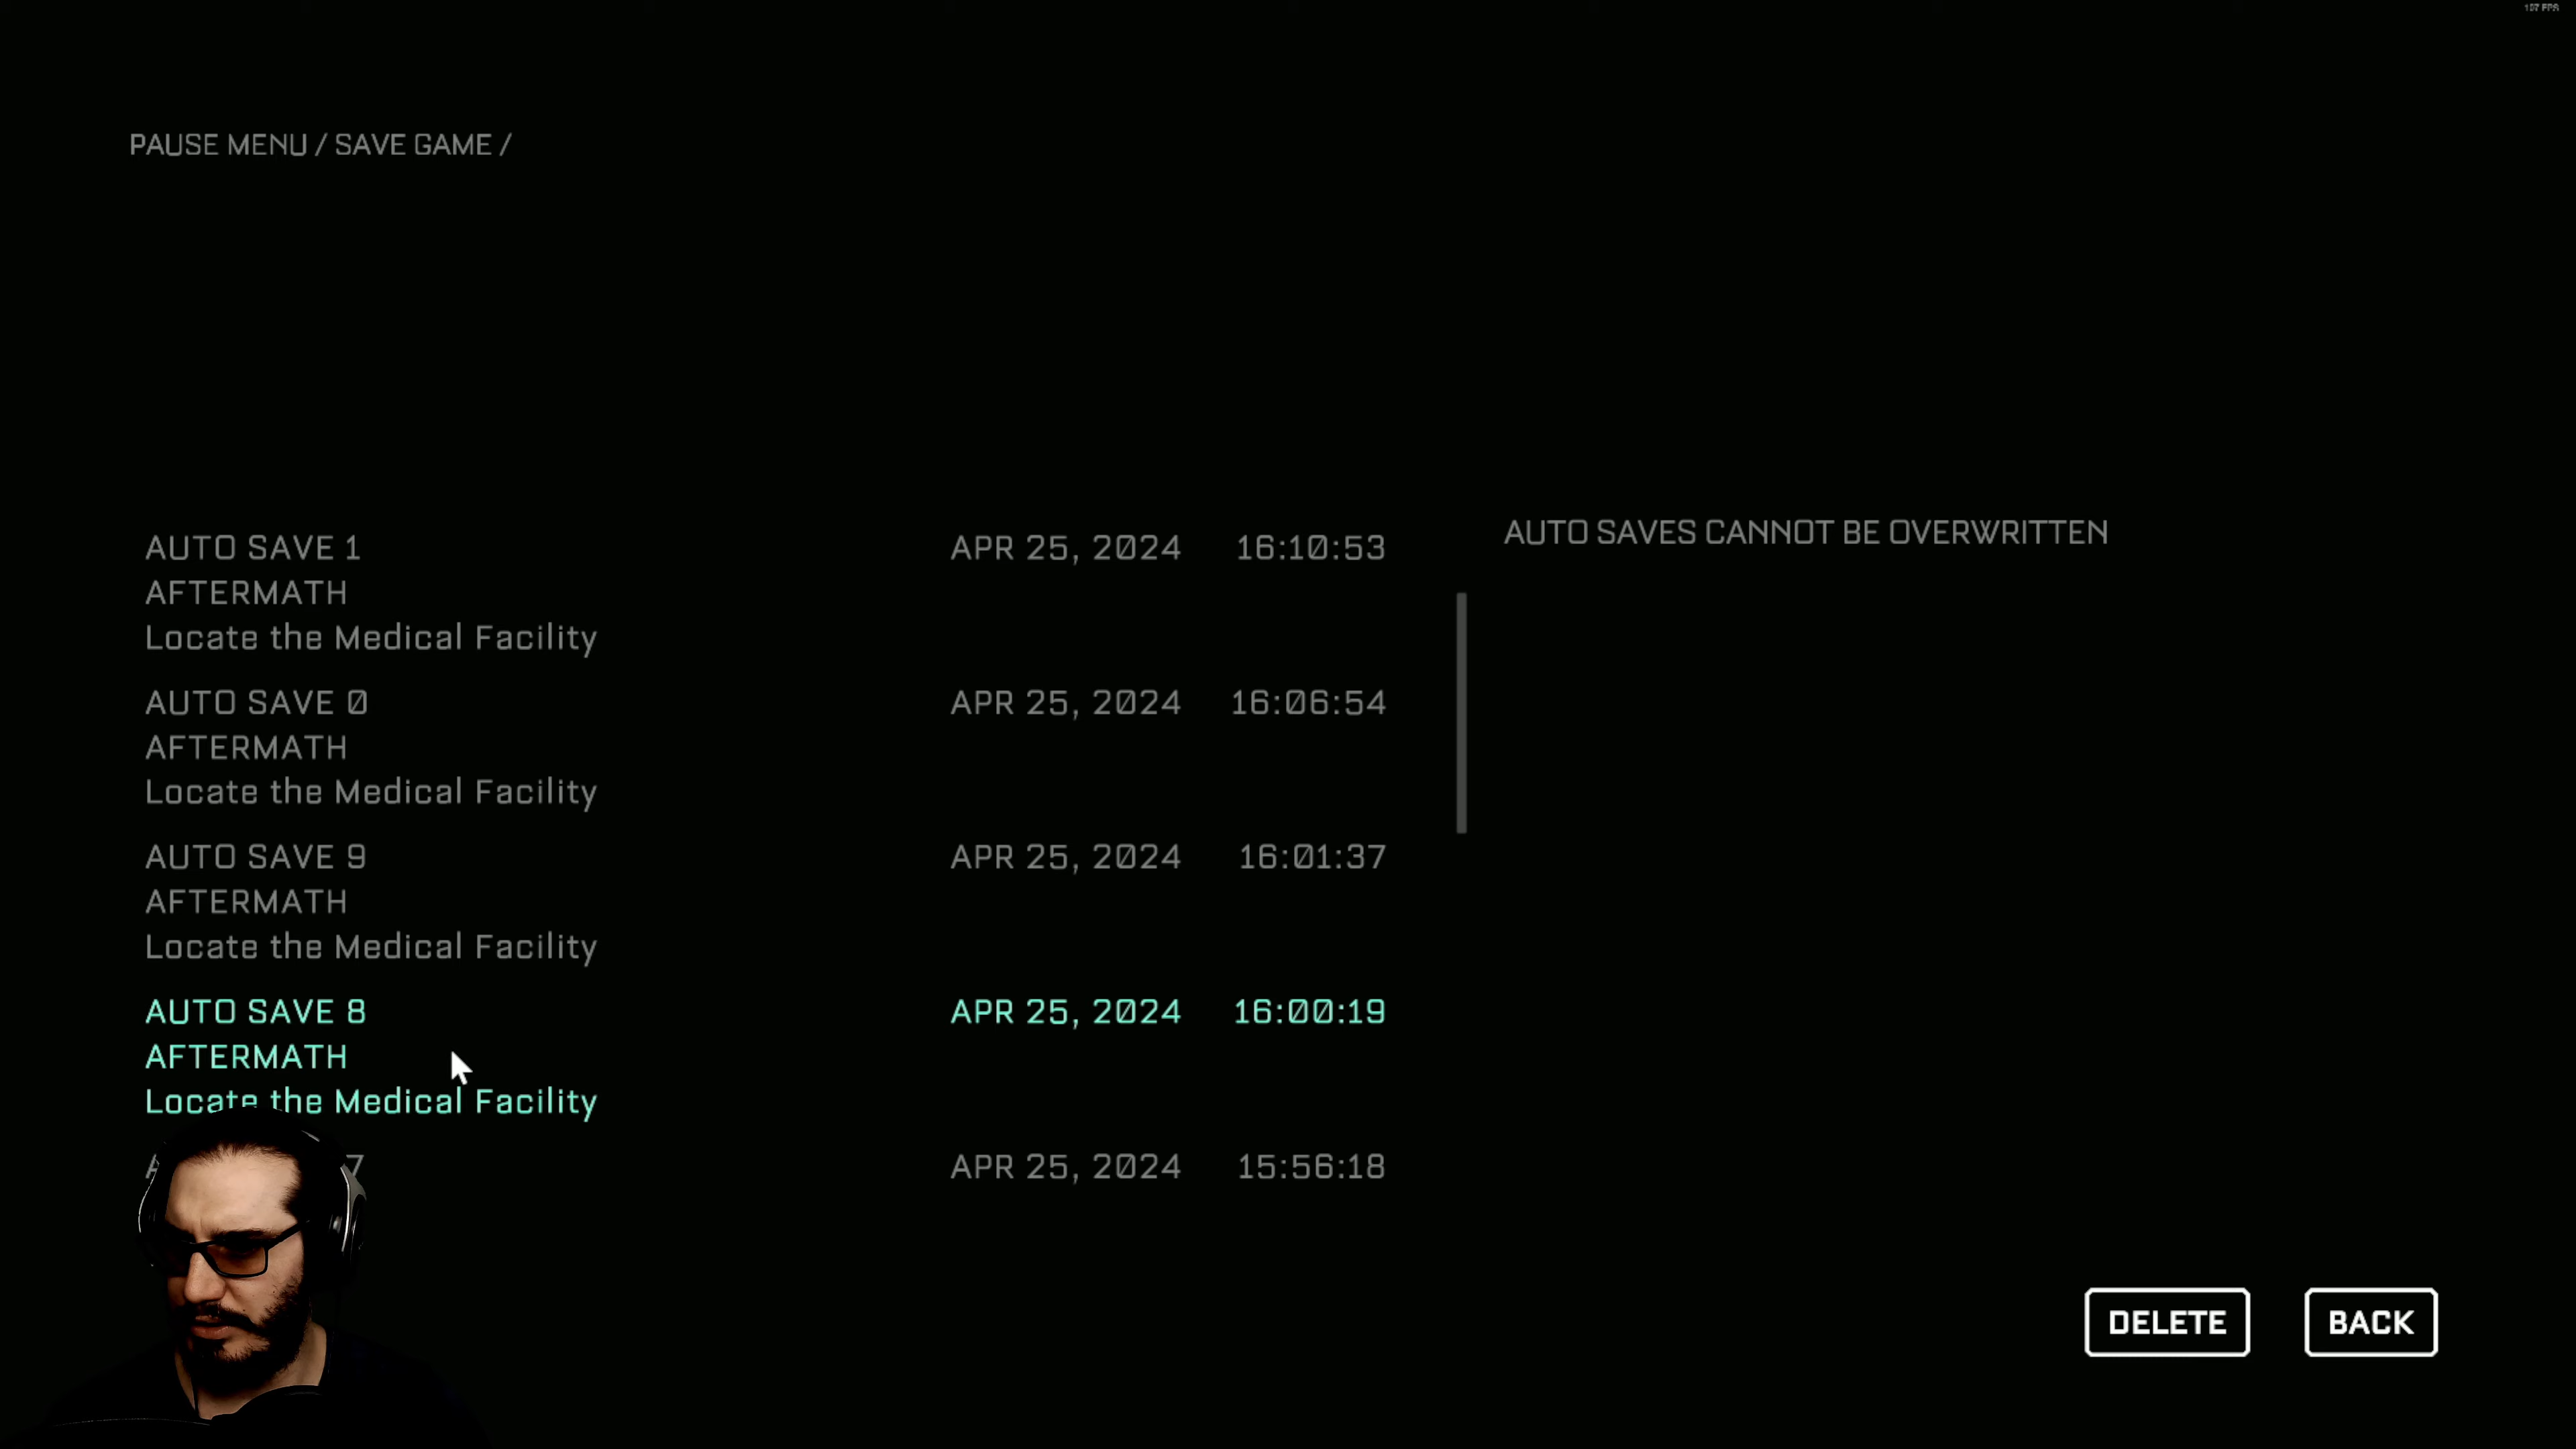 107 FPS
PAUSE MENU / SAVE GAME /
AUTO SAVE 1 APR 25, 2024 16:10:53
AFTERMATH
Locate the Medical Facility
AUTO SAVES CANNOT BE OVERWRITTEN
AUTO SAVE 0 APR 25, 2024 16:06:54
AFTERMATH
Locate the Medical Facility
AUTO SAVE 9 APR 25, 2024 16:01:37
AFTERMATH
Locate the Medical Facility
AUTO SAVE 8 APR 25, 2024 16:00:19
AFTERMATH
Locate the Medical Facility
7 APR 25, 2024 15:56:18
DELETE BACK